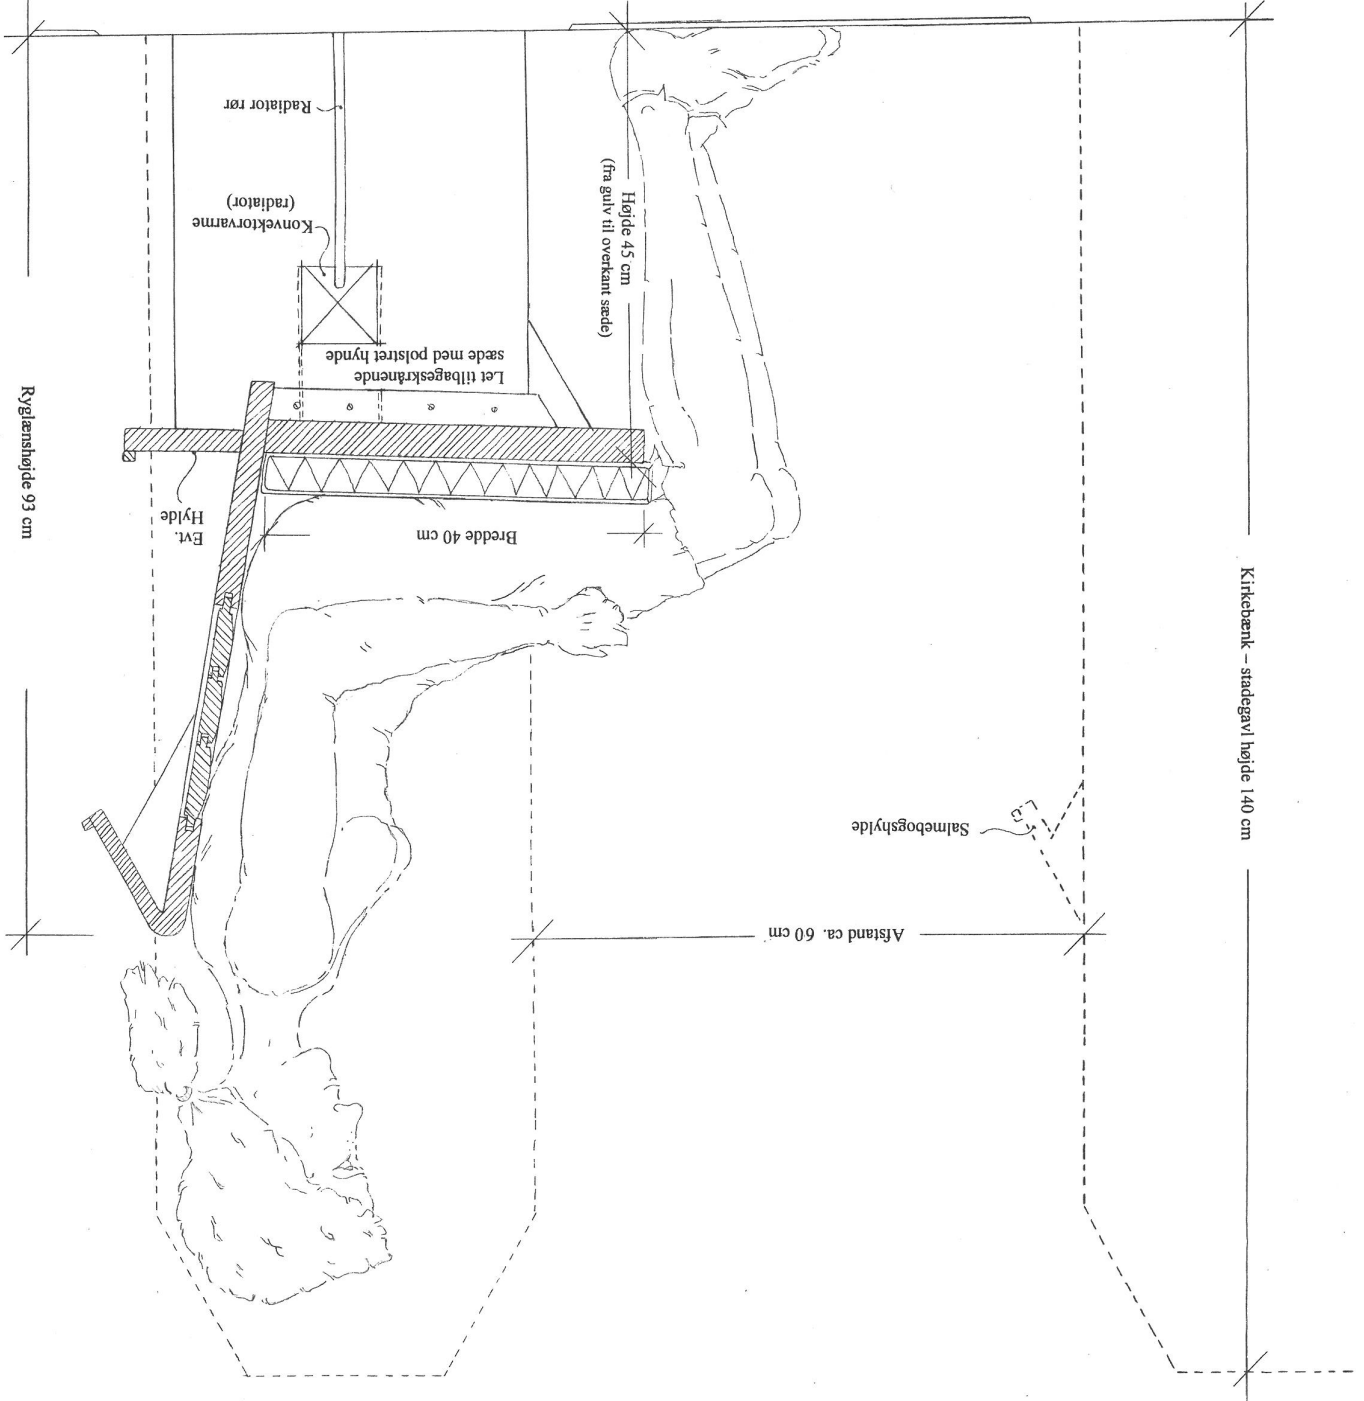 Kirkebænk – stadegavl højde 140 cm
Afstand ca. 60 cm
Salmebogshylde
Ryglænshøjde 93 cm
Bredde 40 cm
Evt.
Hylde
Let tilbageskrånende
sæde med polstret hynde
Højde 45 cm
(fra gulv til overkant sæde)
Konvektorvarme
(radiator)
Radiator rør